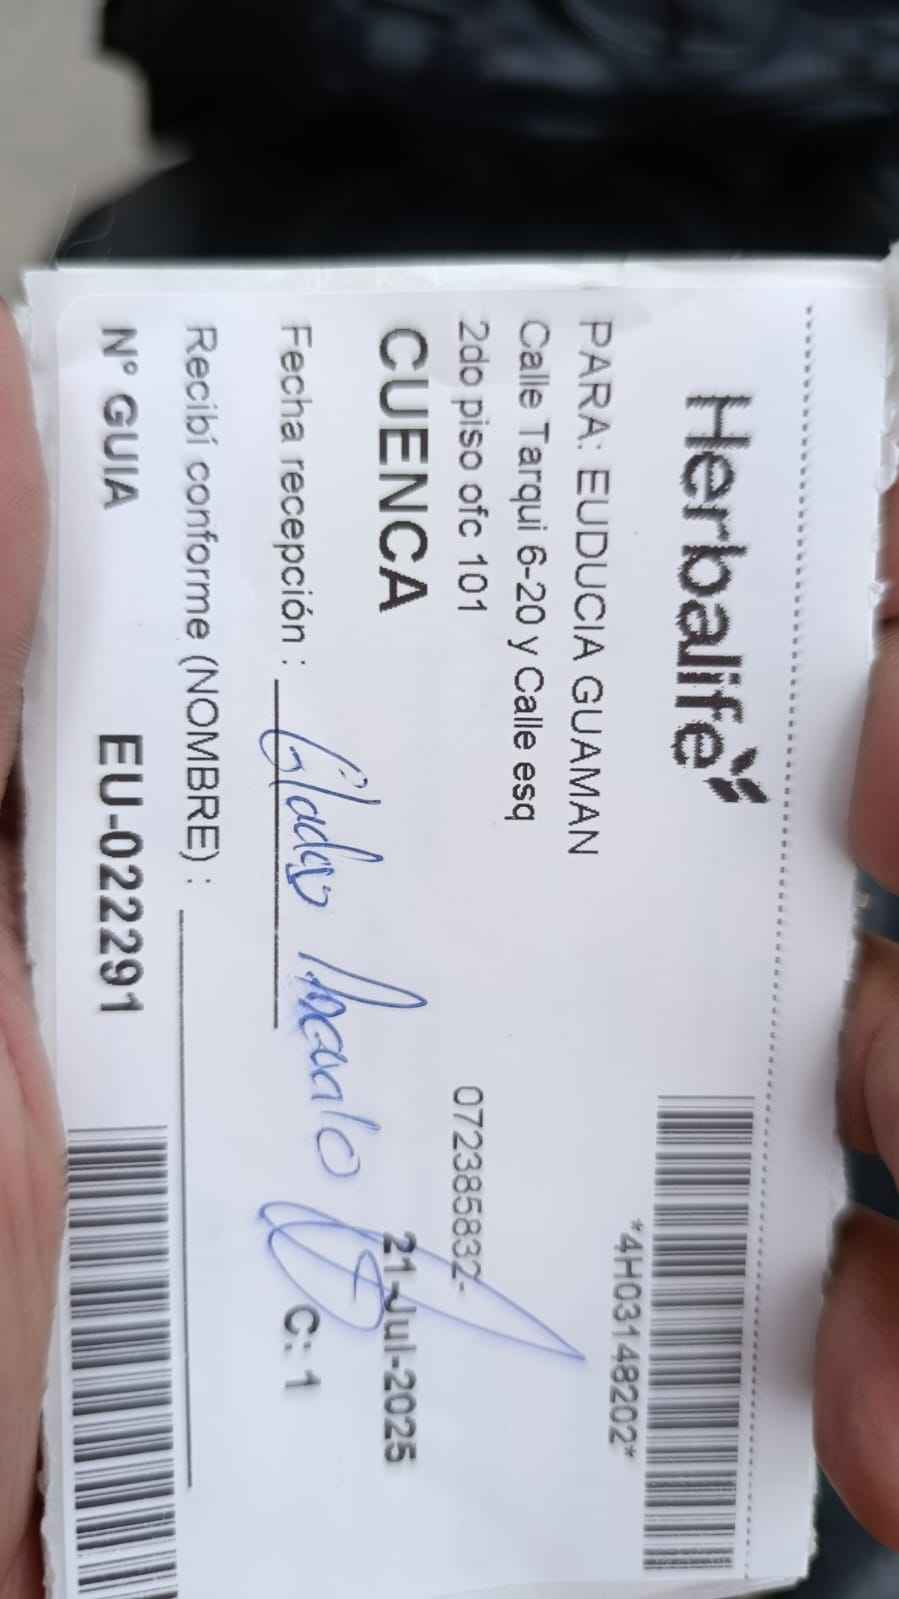 Herbalife
*4H03148202*
PARA: EUDUCIA GUAMAN
Calle Tarqui 6-20 y Calle esq
2do piso ofc 101
072385832-
CUENCA
21-Jul-2025
Fecha recepción :
C: 1
Recibí conforme (NOMBRE) :
Nº GUIA EU-022291